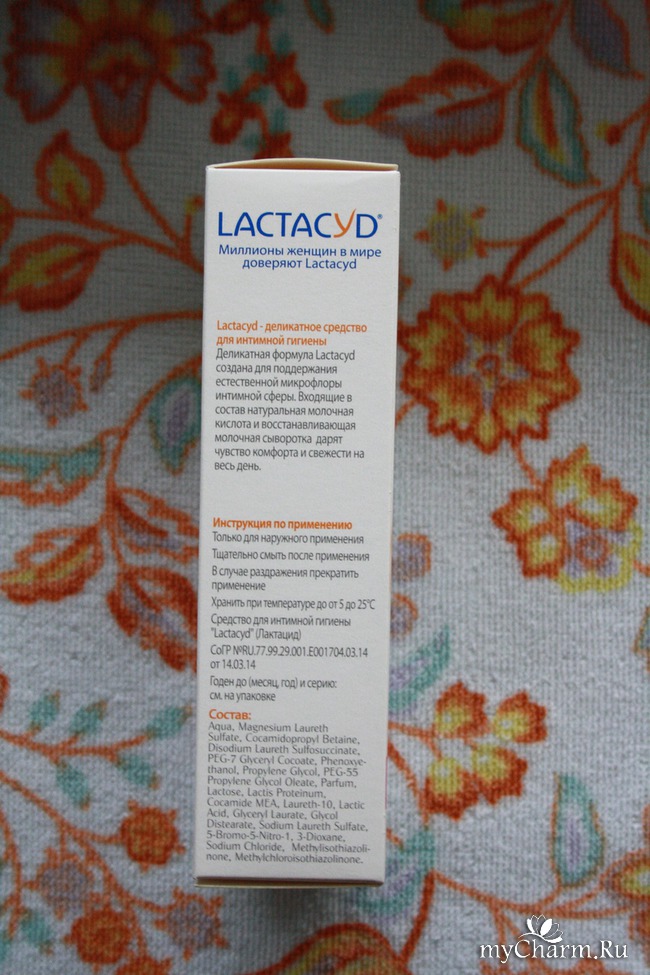 LACTACYD®
Миллионы женщин в мире
доверяют Lactacyd
Lactacyd - деликатное средство
для интимной гигиены
Деликатная формула Lactacyd
создана для поддержания
естественной микрофлоры
интимной сферы. Входящие в
состав натуральная молочная
кислота и восстанавливающая
молочная сыворотка дарят
чувство комфорта и свежести на
весь день.
Инструкция по применению
Только для наружного применения
Тщательно смыть после применения
В случае раздражения прекратить
применение
Хранить при температуре до от 5 до 25°C
Средство для интимной гигиены
"Lactacyd" (Лактацид)
СоГР №RU.77.99.29.001.E001704.03.14
от 14.03.14
Годен до (месяц, год) и серию:
см. на упаковке
Состав:
Aqua, Magnesium Laureth
Sulfate, Cocamidopropyl Betaine,
Disodium Laureth Sulfosuccinate,
PEG-7 Glyceryl Cocoate, Phenoxye-
thanol, Propylene Glycol, PEG-55
Propylene Glycol Oleate, Parfum,
Lactose, Lactis Proteinum,
Cocamide MEA, Laureth-10, Lactic
Acid, Glyceryl Laurate, Glycol
Distearate, Sodium Laureth Sulfate,
5-Bromo-5-Nitro-1, 3-Dioxane,
Sodium Chloride, Methylisothiazoli-
none, Methylchloroisothiazolinone.
myCharm.Ru